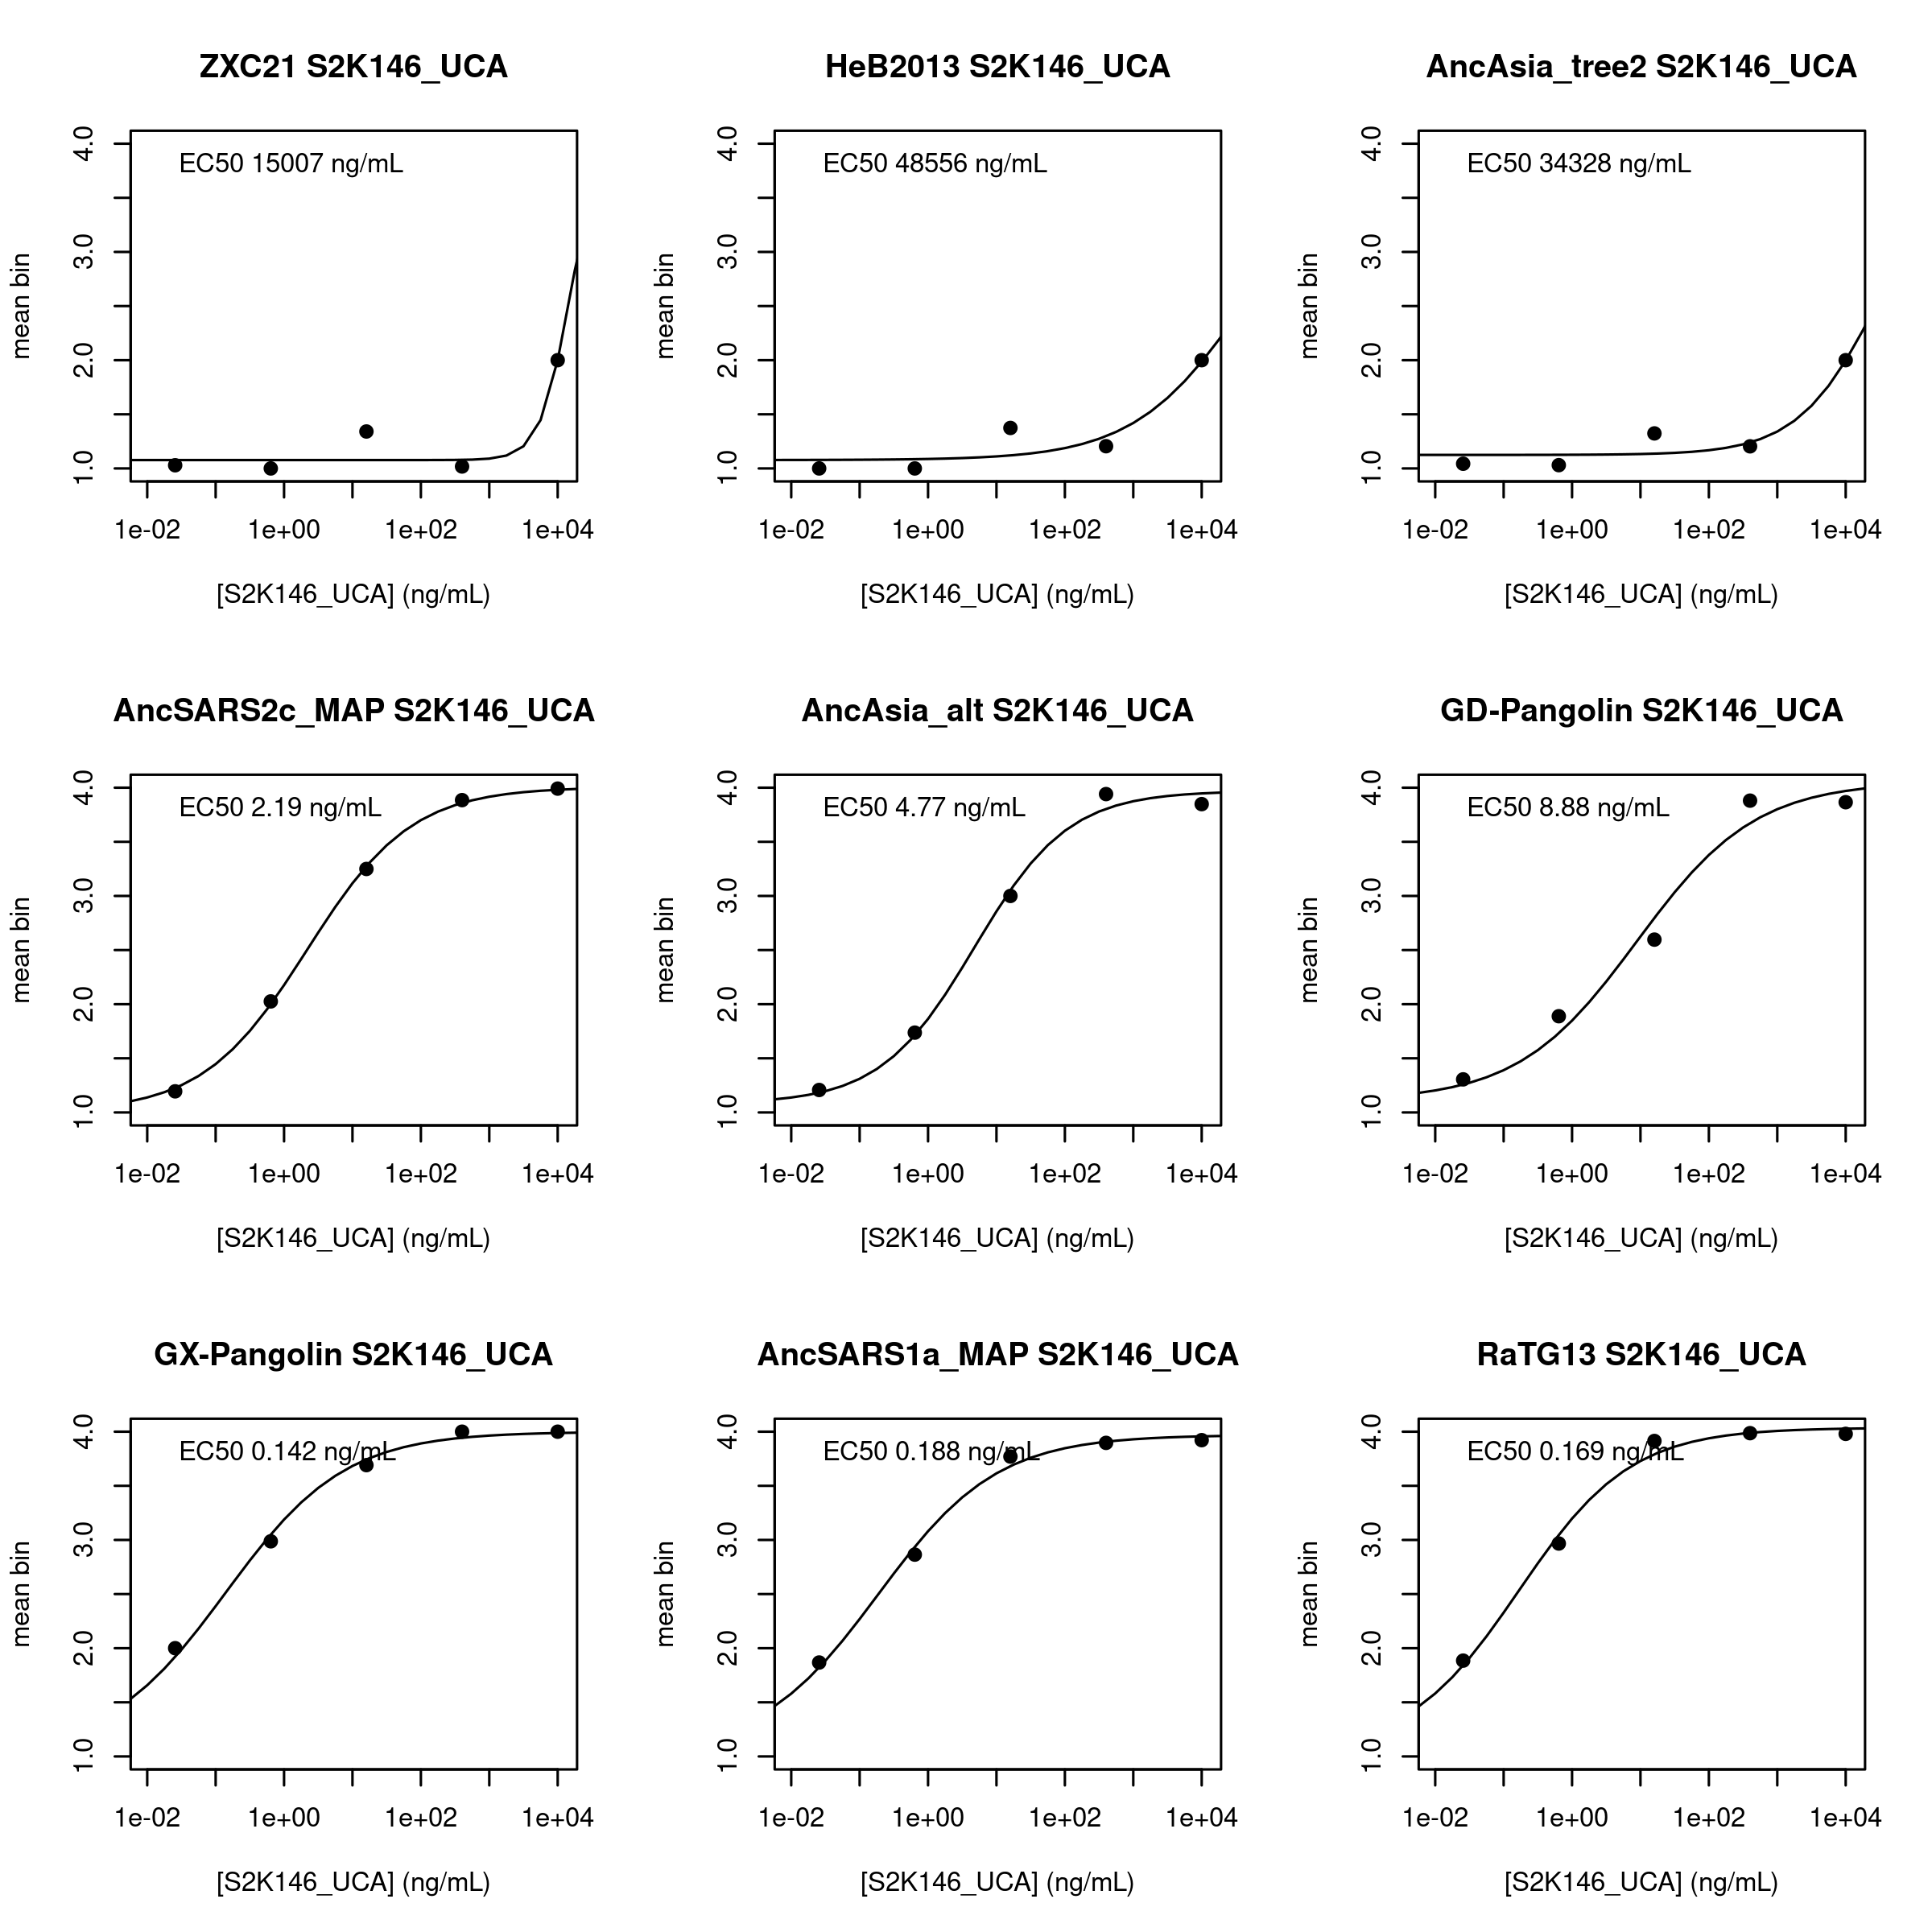 ZXC21 S2K146_UCA
EC50 15007 ng/mL
mean bin
1.0 2.0 3.0 4.0
1e-02 1e+00 1e+02 1e+04
[S2K146_UCA] (ng/mL)
HeB2013 S2K146_UCA
EC50 48556 ng/mL
mean bin
1.0 2.0 3.0 4.0
1e-02 1e+00 1e+02 1e+04
[S2K146_UCA] (ng/mL)
AncAsia_tree2 S2K146_UCA
EC50 34328 ng/mL
mean bin
1.0 2.0 3.0 4.0
1e-02 1e+00 1e+02 1e+04
[S2K146_UCA] (ng/mL)
AncSARS2c_MAP S2K146_UCA
EC50 2.19 ng/mL
mean bin
1.0 2.0 3.0 4.0
1e-02 1e+00 1e+02 1e+04
[S2K146_UCA] (ng/mL)
AncAsia_alt S2K146_UCA
EC50 4.77 ng/mL
mean bin
1.0 2.0 3.0 4.0
1e-02 1e+00 1e+02 1e+04
[S2K146_UCA] (ng/mL)
GD-Pangolin S2K146_UCA
EC50 8.88 ng/mL
mean bin
1.0 2.0 3.0 4.0
1e-02 1e+00 1e+02 1e+04
[S2K146_UCA] (ng/mL)
GX-Pangolin S2K146_UCA
EC50 0.142 ng/mL
mean bin
1.0 2.0 3.0 4.0
1e-02 1e+00 1e+02 1e+04
[S2K146_UCA] (ng/mL)
AncSARS1a_MAP S2K146_UCA
EC50 0.188 ng/mL
mean bin
1.0 2.0 3.0 4.0
1e-02 1e+00 1e+02 1e+04
[S2K146_UCA] (ng/mL)
RaTG13 S2K146_UCA
EC50 0.169 ng/mL
mean bin
1.0 2.0 3.0 4.0
1e-02 1e+00 1e+02 1e+04
[S2K146_UCA] (ng/mL)